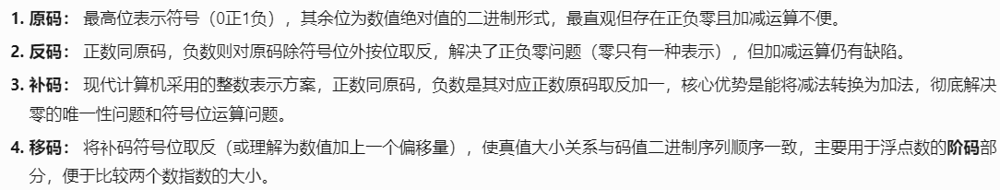 1. 原码： 最高位表示符号（0正1负），其余位为数值绝对值的二进制形式，最直观但存在正负零且加减运算不便。
2. 反码： 正数同原码，负数则对原码除符号位外按位取反，解决了正负零问题（零只有一种表示），但加减运算仍有缺陷。
3. 补码： 现代计算机采用的整数表示方案，正数同原码，负数是其对应正数原码取反加一，核心优势是能将减法转换为加法，彻底解决
零的唯一性问题和符号位运算问题。
4. 移码： 将补码符号位取反（或理解为数值加上一个偏移量），使真值大小关系与码值二进制序列顺序一致，主要用于浮点数的阶码部
分，便于比较两个数指数的大小。